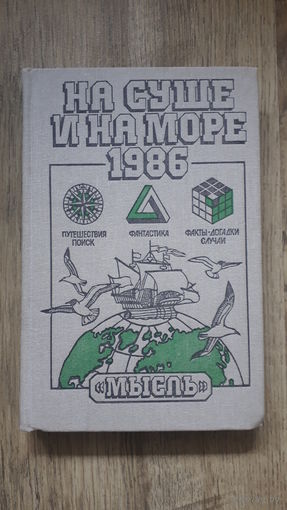 НА СУШЕ
И НА МОРЕ
1986
ПУТЕШЕСТВИЯ
ПОИСК
ФАНТАСТИКА
ФАКТЫ-ДОГАДКИ
СЛУЧАИ
«МЫСЛЬ»